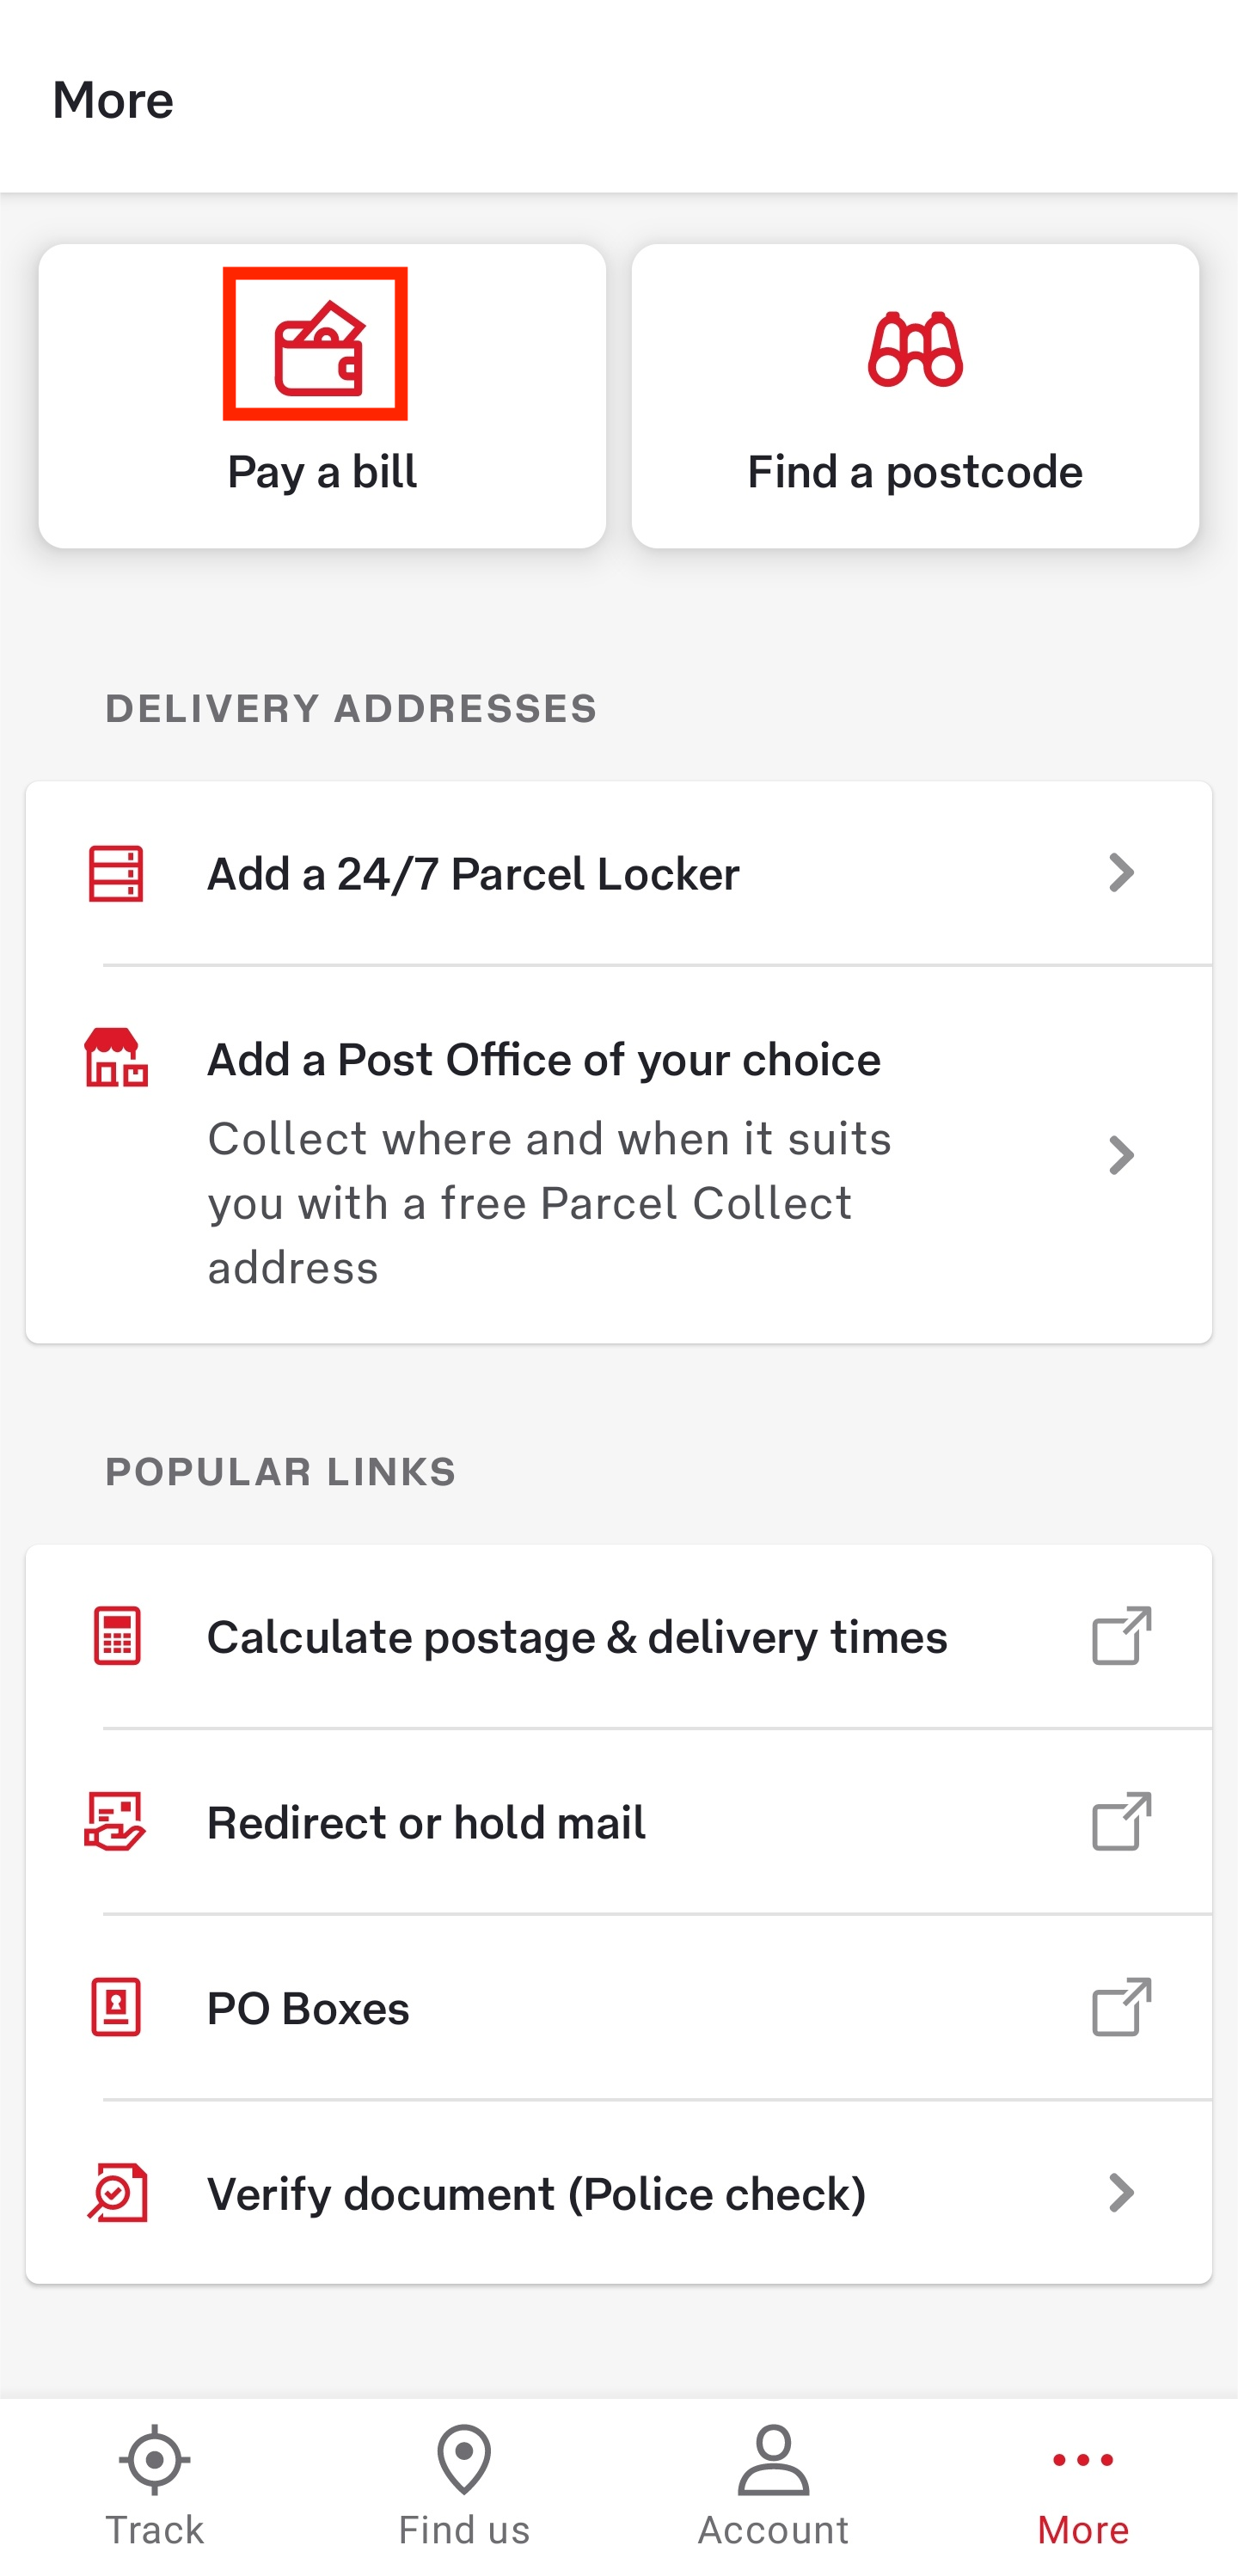 More
Pay a bill
Find a postcode
DELIVERY ADDRESSES
Add a 24/7 Parcel Locker
Add a Post Office of your choice
Collect where and when it suits
you with a free Parcel Collect
address
POPULAR LINKS
Calculate postage & delivery times
Redirect or hold mail
PO Boxes
Verify document (Police check)
Track
Find us
Account
More